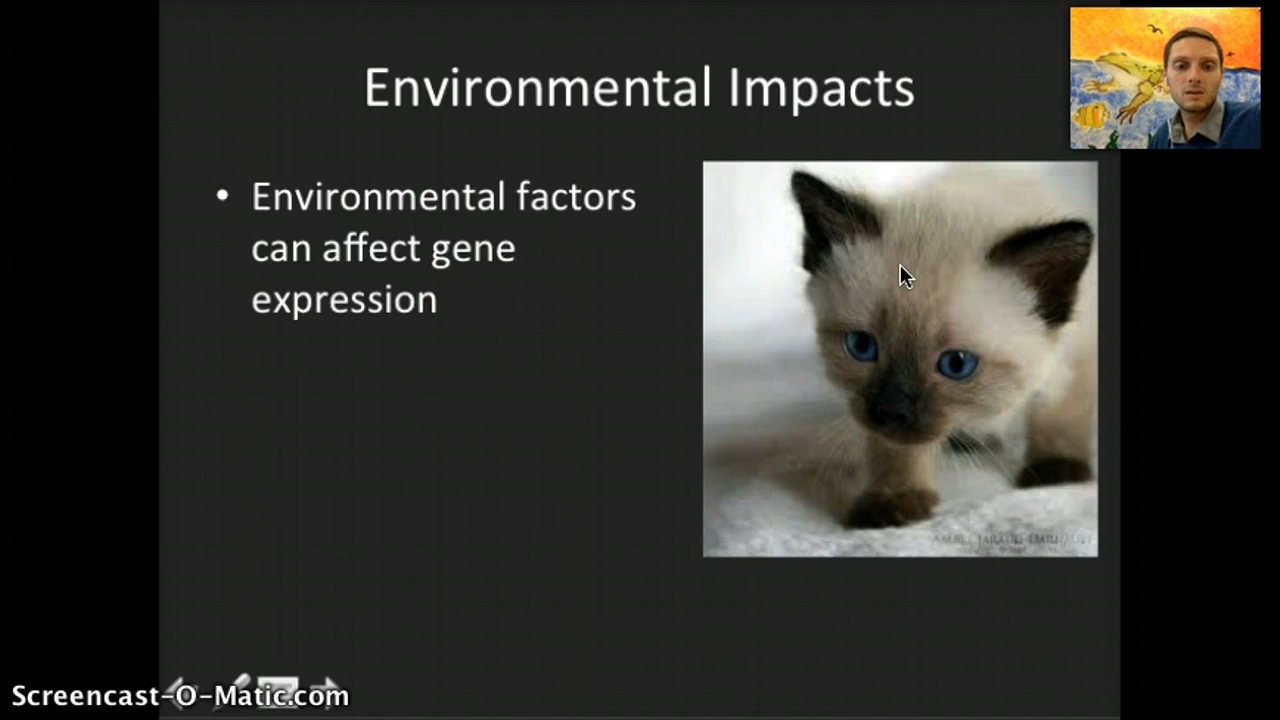 Environmental Impacts
• Environmental factors
can affect gene
expression
Screencast-O-Matic.com